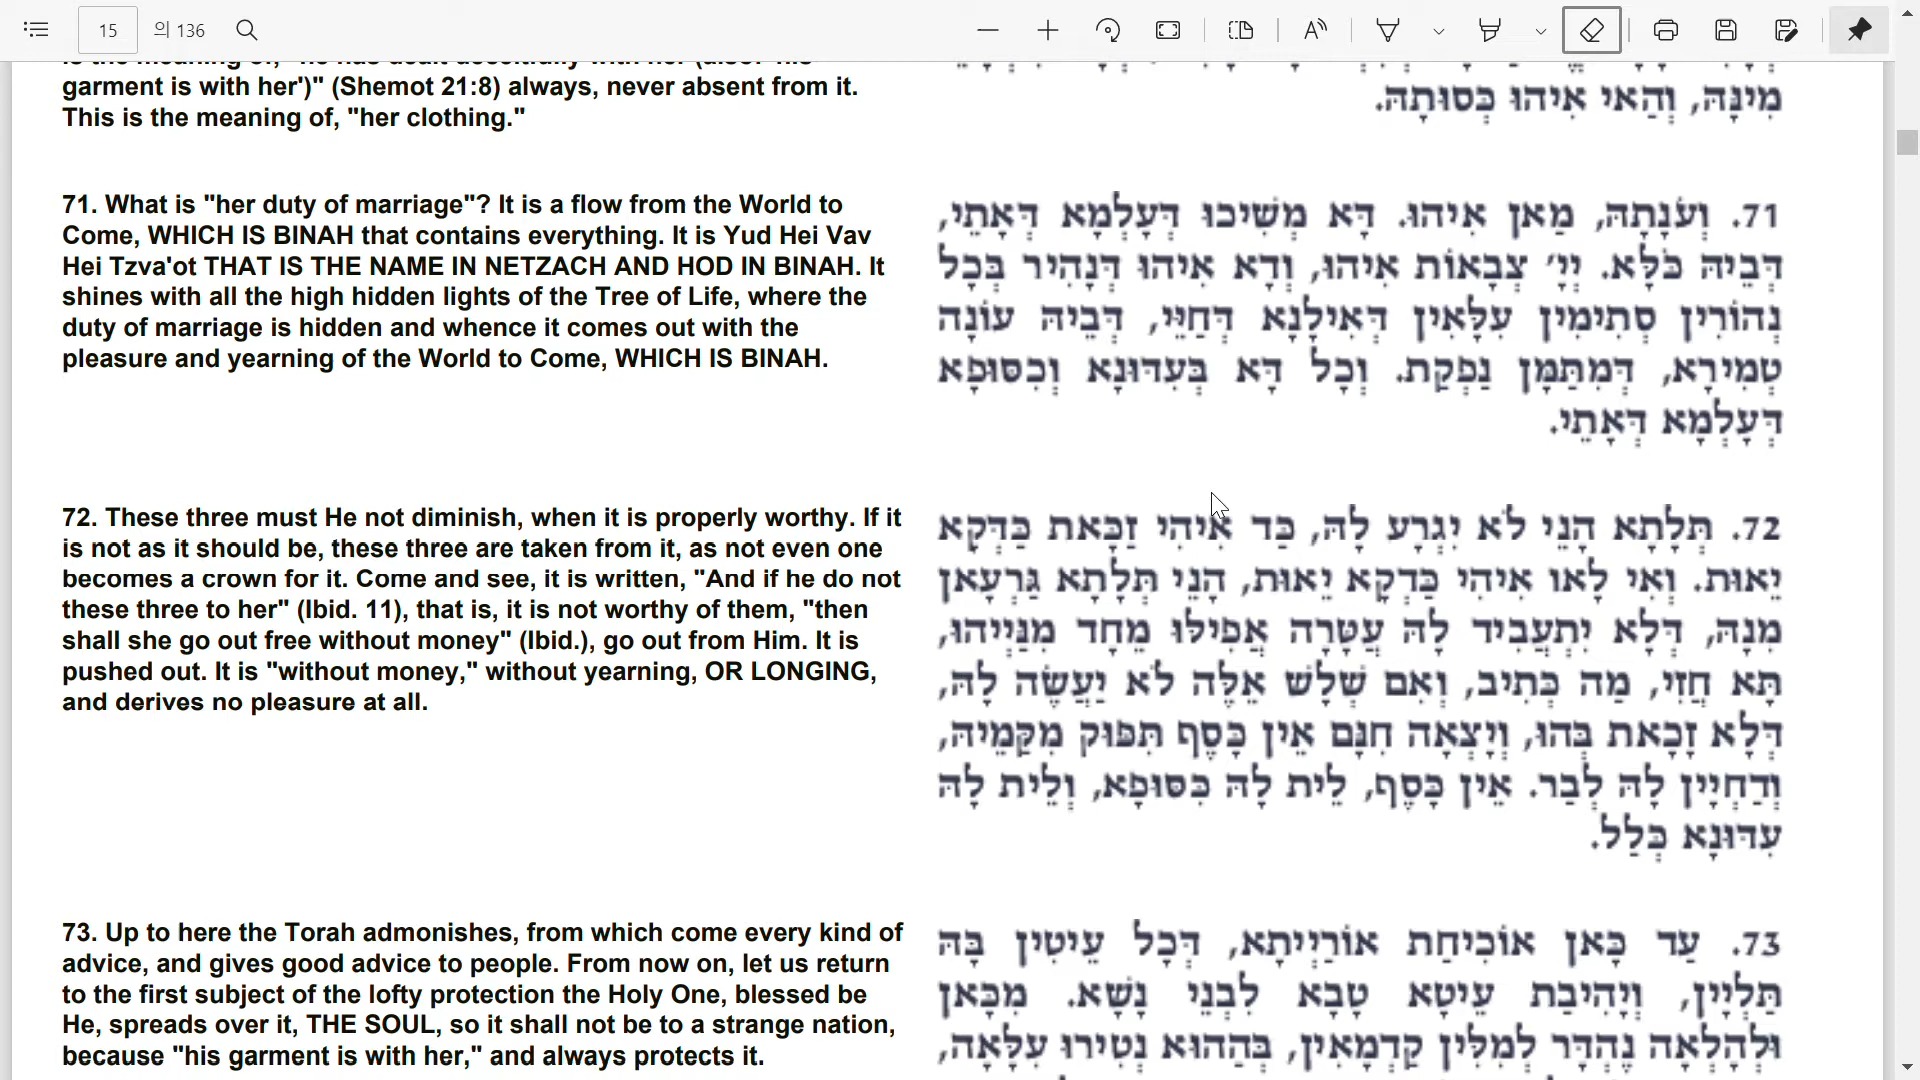 15
의 136
garment is with her')" (Shemot 21:8) always, never absent from it.
This is the meaning of, "her clothing."
מִינָּהּ, וְהַאי אִיהוּ כְּסוּתָהּ.
71. What is "her duty of marriage"? It is a flow from the World to
Come, WHICH IS BINAH that contains everything. It is Yud Hei Vav
Hei Tzva'ot THAT IS THE NAME IN NETZACH AND HOD IN BINAH. It
shines with all the high hidden lights of the Tree of Life, where the
duty of marriage is hidden and whence it comes out with the
pleasure and yearning of the World to Come, WHICH IS BINAH.
71. וְעֹנָתָהּ, מַאן אִיהוּ. דָּא מְשִׁיכוּ דְּעָלְמָא דְּאָתֵי,
דְּבֵיהּ כֹּלָּא. יְיָ' צְבָאוֹת אִיהוּ, וְדָא אִיהוּ דְּנָהִיר בְּכָל
נְהוֹרִין סְתִימִין עִלָּאִין דְּאִילָנָא דְּחַיֵּי, דְּבֵיהּ עוֹנָה
טְמִירָא, דְּמִתַּמָּן נַפְקַת. וְכָל דָּא בְּעִדּוּנָא וְכִסּוּפָא
דְּעָלְמָא דְּאָתֵי.
72. These three must He not diminish, when it is properly worthy. If it
is not as it should be, these three are taken from it, as not even one
becomes a crown for it. Come and see, it is written, "And if he do not
these three to her" (Ibid. 11), that is, it is not worthy of them, "then
shall she go out free without money" (Ibid.), go out from Him. It is
pushed out. It is "without money," without yearning, OR LONGING,
and derives no pleasure at all.
72. תְּלָתָא הָנֵי לֹא יִגְרָע לָהּ, כַּד אִיהִי זַכָּאת כַּדְּקָא
יֵאוּת. וְאִי לָאו אִיהִי כַּדְקָא יֵאוּת, הָנֵי תְּלָתָא גַּרְעָאן
מִנָּהּ, דְּלָא יִתְעֲבִיד לָהּ עֲטָרָה אֲפִילּוּ מֵחָד מִנַּיְיהוּ,
תָּא חֲזֵי, מַה כְּתִיב, וְאִם שְׁלָשׁ אֵלֶּה לֹא יַעֲשֶׂה לָהּ,
דְּלָא זָכָאת בְּהוּ, וְיָצְאָה חִנָּם אֵין כָּסֶף תִּפּוּק מִקַּמֵּיהּ,
וְדַחְיָין לָהּ לְבַר. אֵין כָּסֶף, לֵית לָהּ כִּסּוּפָא, וְלֵית לָהּ
עִדּוּנָא כְּלַל.
73. Up to here the Torah admonishes, from which come every kind of
advice, and gives good advice to people. From now on, let us return
to the first subject of the lofty protection the Holy One, blessed be
He, spreads over it, THE SOUL, so it shall not be to a strange nation,
because "his garment is with her," and always protects it.
73. עַד כָּאן אוֹכִיחַת אוֹרַיְיתָא, דְּכָל עֵיטִין בָּהּ
תַּלְיָין, וְיָהִיבַת עֵיטָא טָבָא לִבְנֵי נָשָׁא. מִכָּאן
וּלְהָלְאָה נֶהְדָּר לְמִלִּין קַדְמָאִין, בְּהַהוּא נְטִירוּ עִלָּאָה,